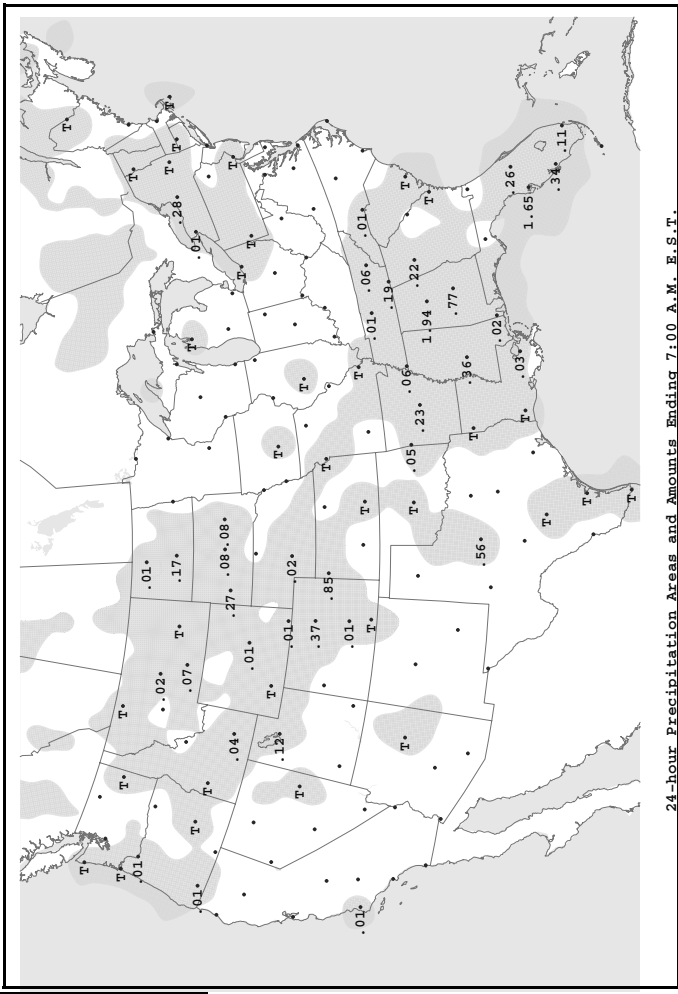 T
T
T
T
T
T
.01
.01
.02
T
T
T
.17
.28
T
.07
T
T
.01
.01
T
.08
.08
.27
T
.04
T
.01
T
T
T
.12
.01
.02
T
T
.37
T
.85
.01
T
.01
.01
T
.06
T
.01
.19
T
T
.06
.05
T
.22
.23
1.94
T
.77
.36
T
.56
.02
.26
.03
T
1.65
T
.34
.11
T
T
24-hour Precipitation Areas and Amounts Ending 7:00 A.M. E.S.T.